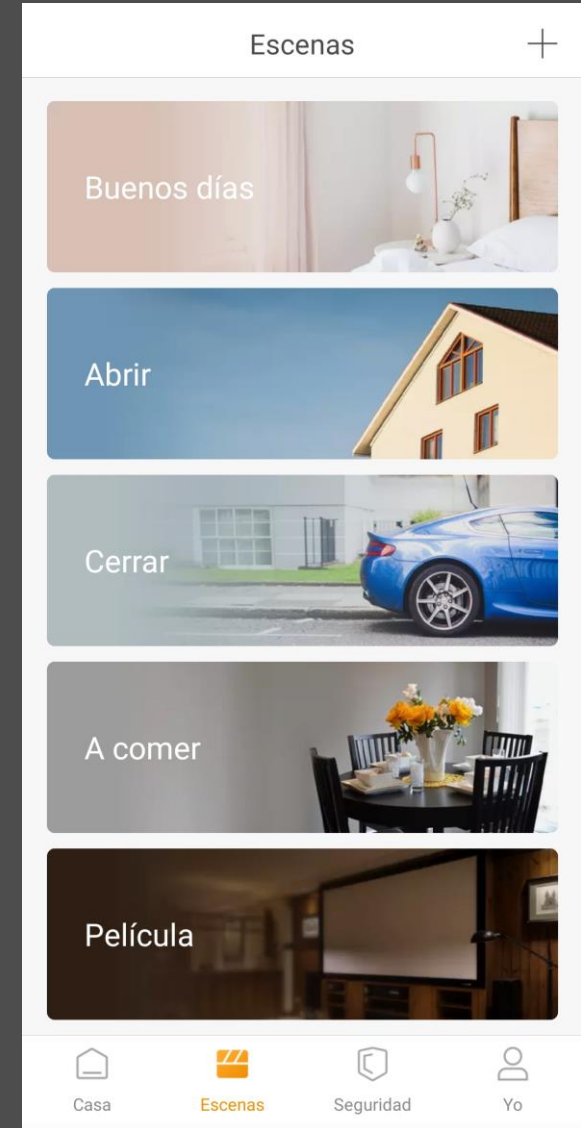 Escenas
Buenos días
Abrir
Cerrar
A comer
Película
Casa
Escenas
Seguridad
Yo